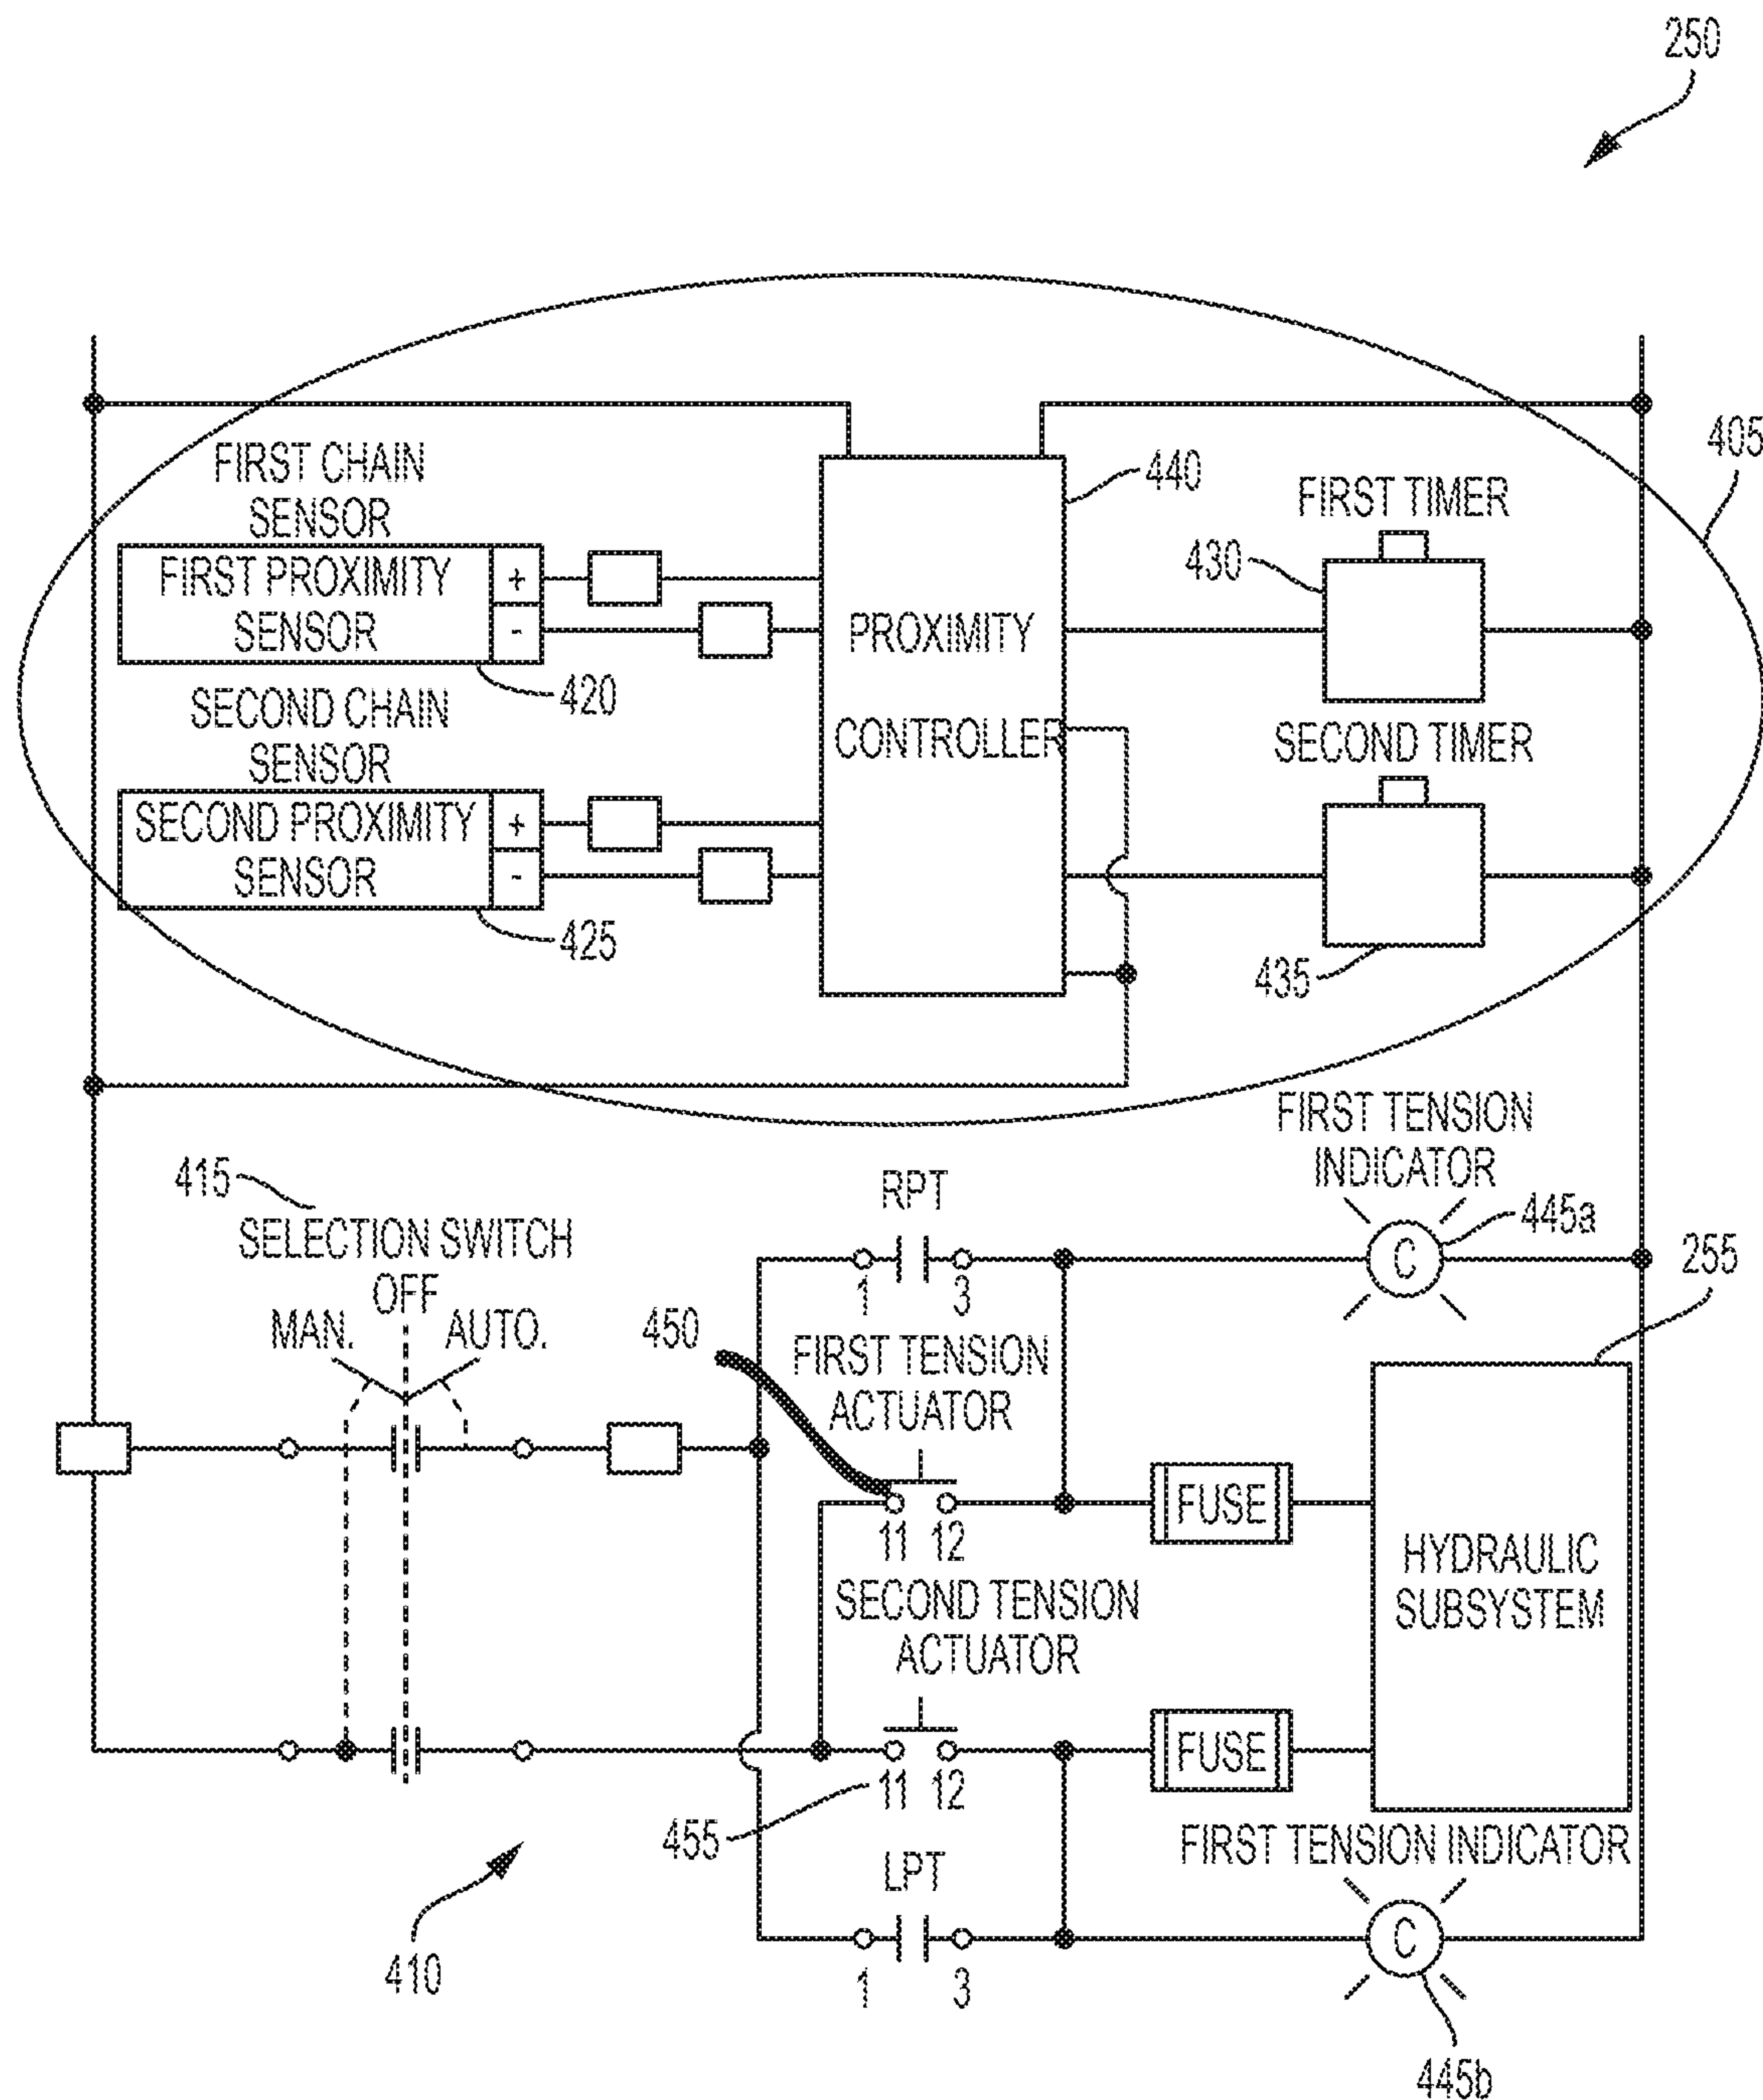 250
405
FIRST CHAIN
SENSOR
FIRST PROXIMITY
SENSOR
+
-
420
440
PROXIMITY
CONTROLLER
FIRST TIMER
430
SECOND CHAIN
SENSOR
SECOND PROXIMITY
SENSOR
+
-
425
SECOND TIMER
435
415
SELECTION SWITCH
OFF
MAN.
AUTO.
RPT
1
3
FIRST TENSION
INDICATOR
C
445a
255
450
FIRST TENSION
ACTUATOR
11
12
FUSE
HYDRAULIC
SUBSYSTEM
SECOND TENSION
ACTUATOR
11
12
FUSE
455
FIRST TENSION INDICATOR
LPT
1
3
C
445b
410